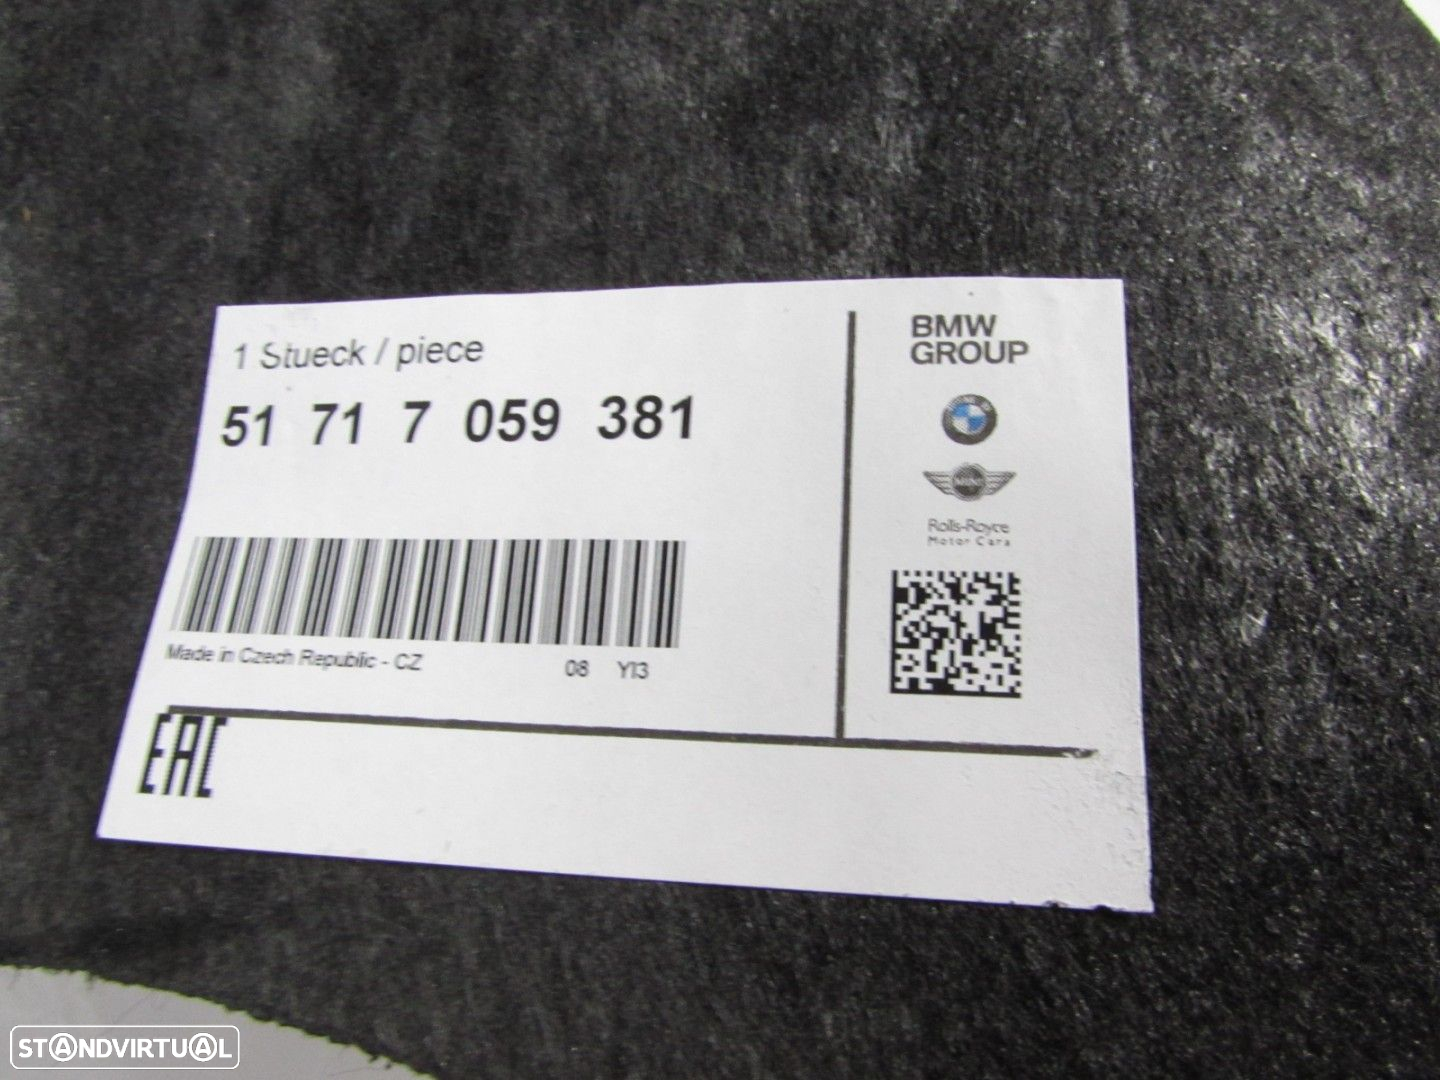 1 Stueck / piece
51 71 7 059 381
Made in Czech Republic - CZ
08 YI3
EAC
BMW
GROUP
MINI
Rolls-Royce
Motor Cars
STANDVIRTUAL